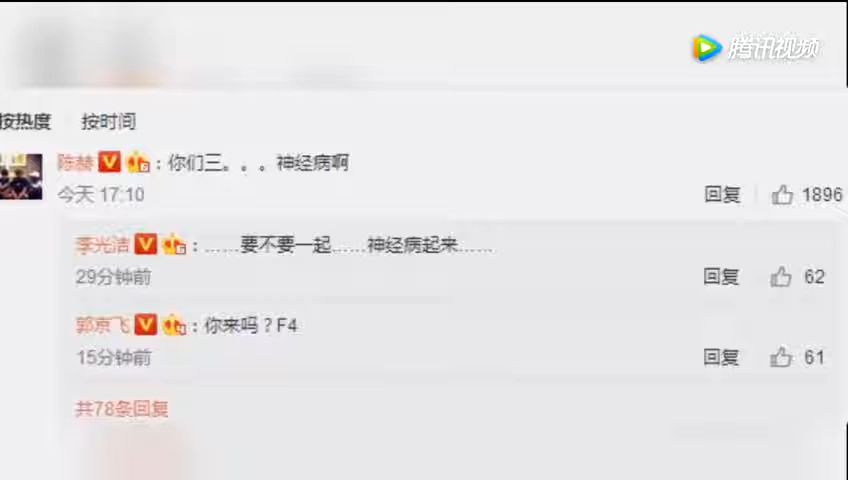 腾讯视频
按热度 按时间
陈赫 V : 你们三。。。神经病啊
今天 17:10 回复 1896
李光洁 V : ……要不要一起……神经病起来……
29分钟前 回复 62
郭京飞 V : 你来吗？F4
15分钟前 回复 61
共78条回复